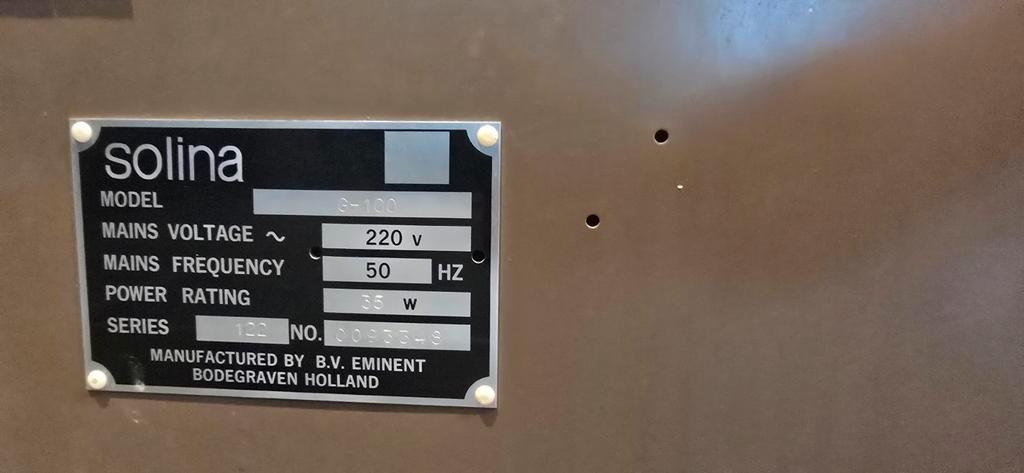 solina
MODEL G-100
MAINS VOLTAGE ~ 220 V
MAINS FREQUENCY 50 HZ
POWER RATING 35 W
SERIES 122 NO. 0093348
MANUFACTURED BY B.V. EMINENT
BODEGRAVEN HOLLAND